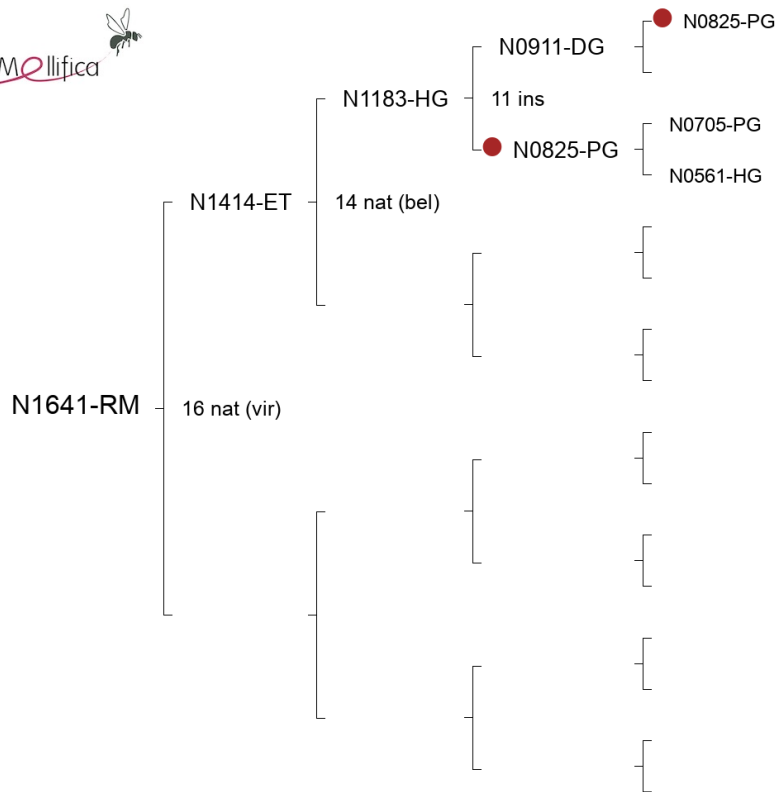 Mellifica
N0825-PG
N0911-DG
N1183-HG
11 ins
N0705-PG
N0825-PG
N0561-HG
N1414-ET
14 nat (bel)
N1641-RM
16 nat (vir)